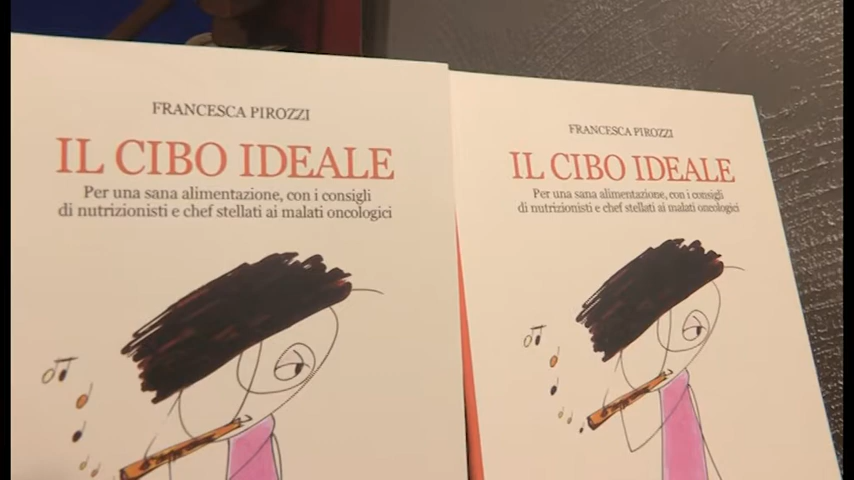 FRANCESCA PIROZZI
IL CIBO IDEALE
Per una sana alimentazione, con i consigli
di nutrizionisti e chef stellati ai malati oncologici
FRANCESCA PIROZZI
IL CIBO IDEALE
Per una sana alimentazione, con i consigli
di nutrizionisti e chef stellati ai malati oncologici